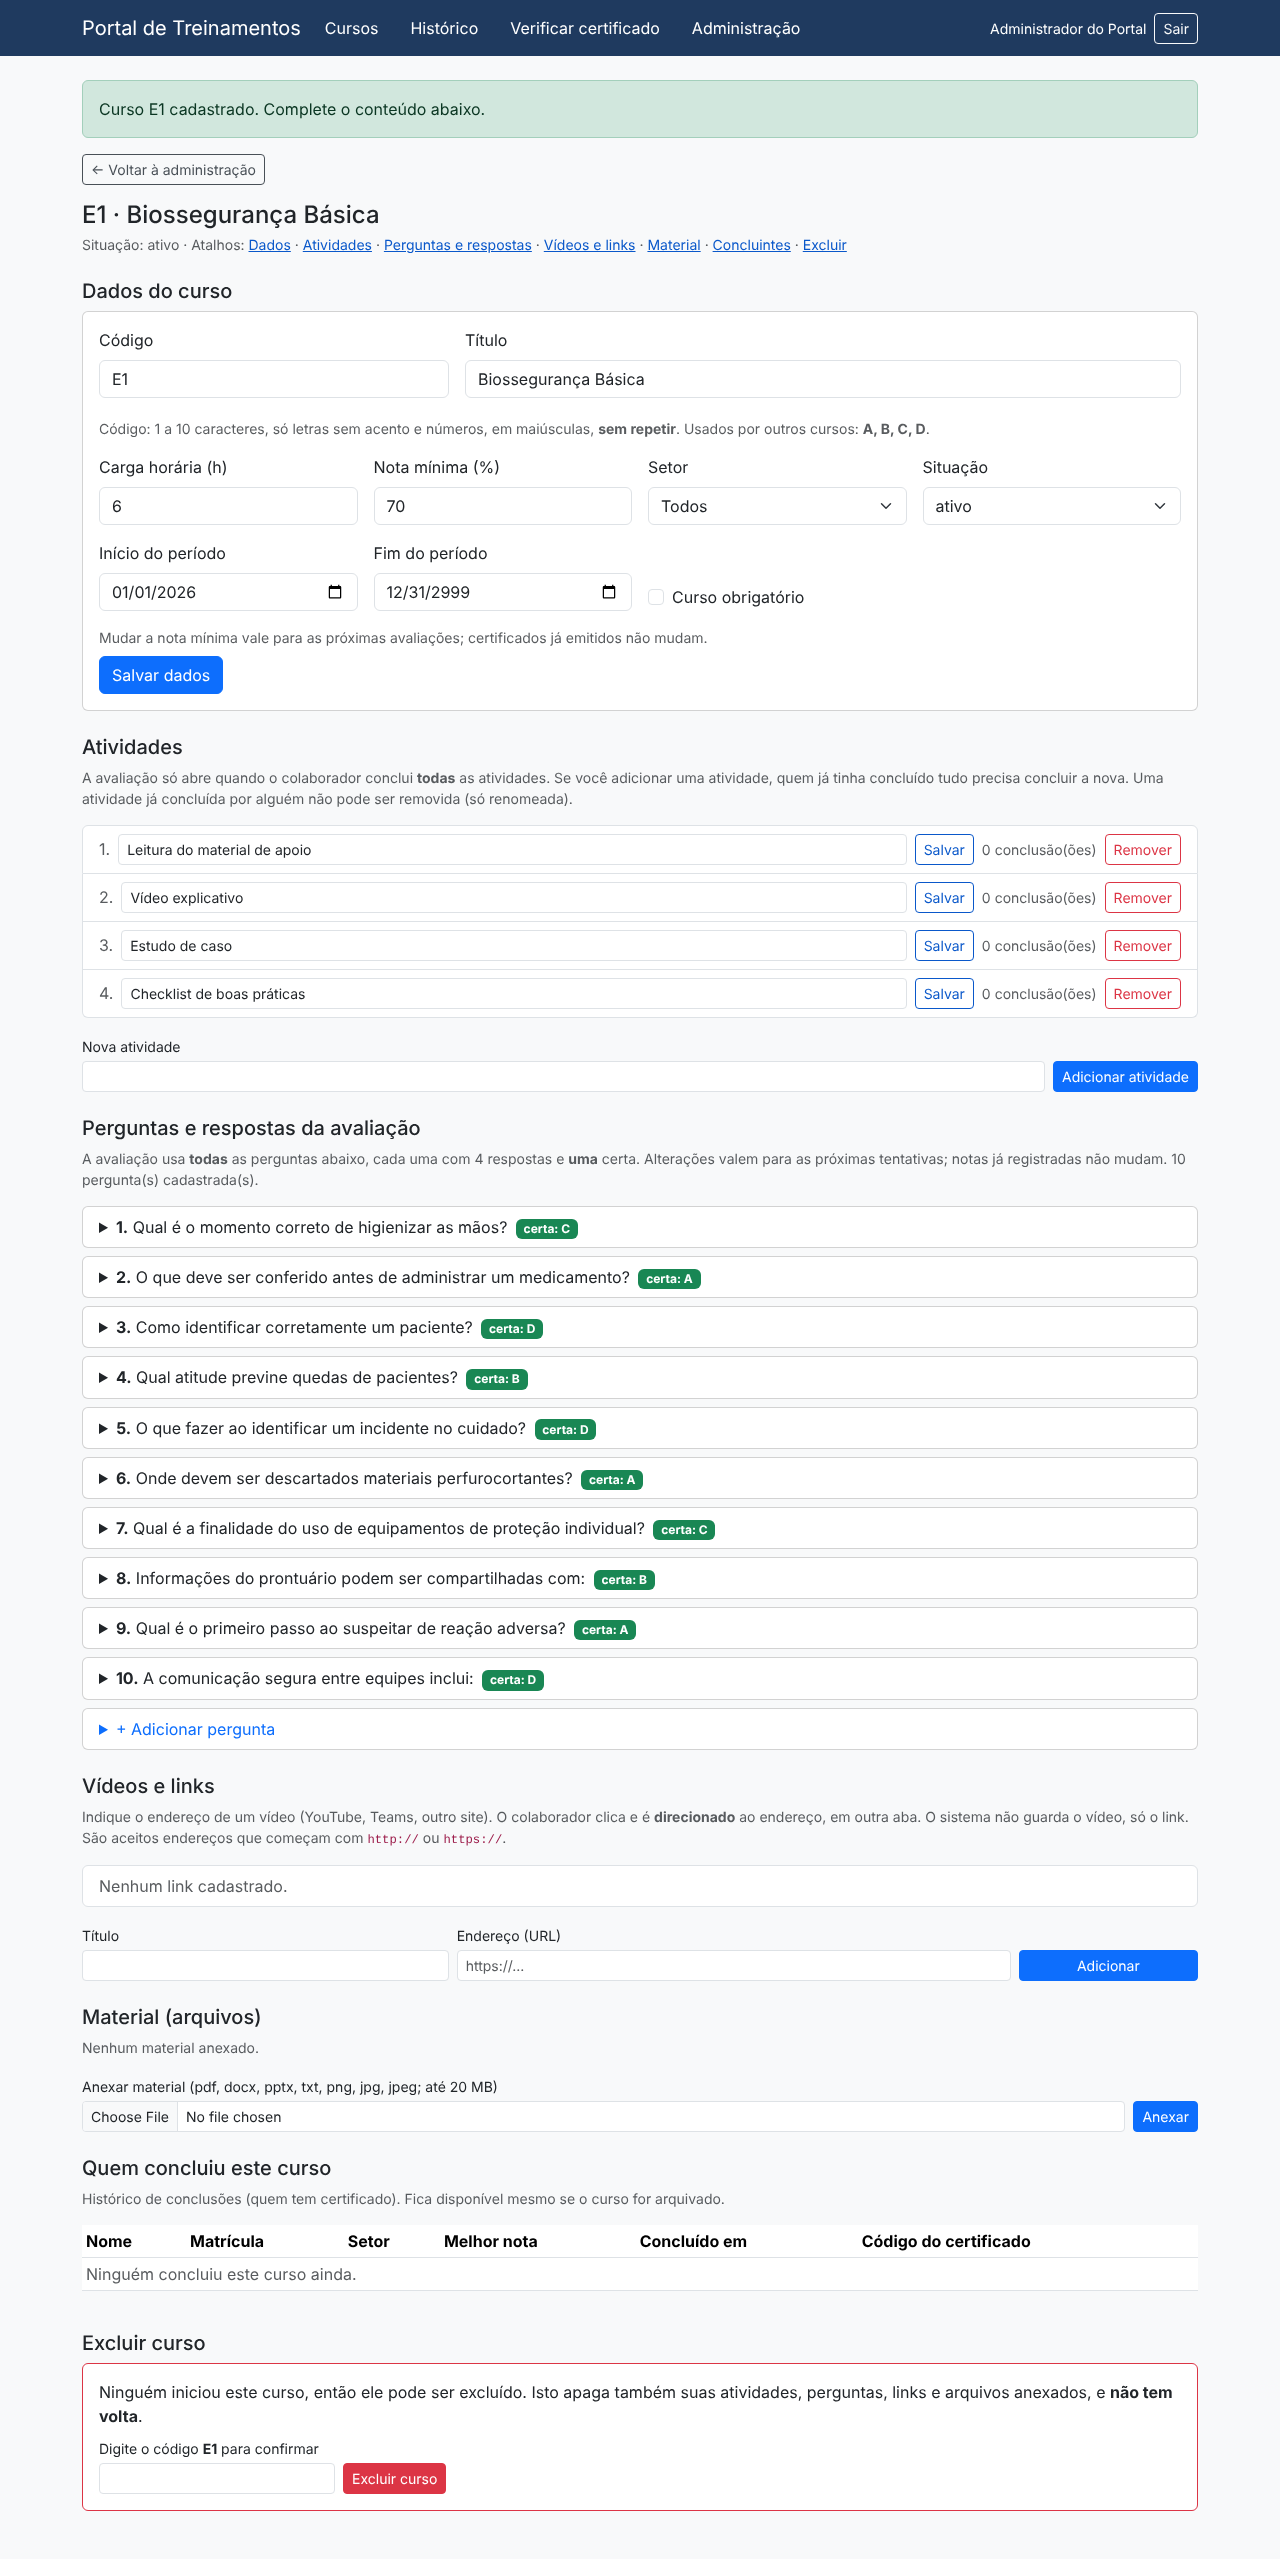 Portal de Treinamentos Cursos Histórico Verificar certificado Administração Administrador do Portal Sair
Curso E1 cadastrado. Complete o conteúdo abaixo.
← Voltar à administração
E1 · Biossegurança Básica
Situação: ativo · Atalhos: Dados · Atividades · Perguntas e respostas · Vídeos e links · Material · Concluintes · Excluir
Dados do curso
Código Título
E1 Biossegurança Básica
Código: 1 a 10 caracteres, só letras sem acento e números, em maiúsculas, sem repetir. Usados por outros cursos: A, B, C, D.
Carga horária (h) Nota mínima (%) Setor Situação
6 70 Todos ativo
Início do período Fim do período
01/01/2026 12/31/2999 Curso obrigatório
Mudar a nota mínima vale para as próximas avaliações; certificados já emitidos não mudam.
Salvar dados
Atividades
A avaliação só abre quando o colaborador conclui todas as atividades. Se você adicionar uma atividade, quem já tinha concluído tudo precisa concluir a nova. Uma
atividade já concluída por alguém não pode ser removida (só renomeada).
1. Leitura do material de apoio Salvar 0 conclusão(ões) Remover
2. Vídeo explicativo Salvar 0 conclusão(ões) Remover
3. Estudo de caso Salvar 0 conclusão(ões) Remover
4. Checklist de boas práticas Salvar 0 conclusão(ões) Remover
Nova atividade
Adicionar atividade
Perguntas e respostas da avaliação
A avaliação usa todas as perguntas abaixo, cada uma com 4 respostas e uma certa. Alterações valem para as próximas tentativas; notas já registradas não mudam. 10
pergunta(s) cadastrada(s).
1. Qual é o momento correto de higienizar as mãos? certa: C
2. O que deve ser conferido antes de administrar um medicamento? certa: A
3. Como identificar corretamente um paciente? certa: D
4. Qual atitude previne quedas de pacientes? certa: B
5. O que fazer ao identificar um incidente no cuidado? certa: D
6. Onde devem ser descartados materiais perfurocortantes? certa: A
7. Qual é a finalidade do uso de equipamentos de proteção individual? certa: C
8. Informações do prontuário podem ser compartilhadas com: certa: B
9. Qual é o primeiro passo ao suspeitar de reação adversa? certa: A
10. A comunicação segura entre equipes inclui: certa: D
+ Adicionar pergunta
Vídeos e links
Indique o endereço de um vídeo (YouTube, Teams, outro site). O colaborador clica e é direcionado ao endereço, em outra aba. O sistema não guarda o vídeo, só o link.
São aceitos endereços que começam com http:// ou https://.
Nenhum link cadastrado.
Título Endereço (URL)
https://... Adicionar
Material (arquivos)
Nenhum material anexado.
Anexar material (pdf, docx, pptx, txt, png, jpg, jpeg; até 20 MB)
Choose File No file chosen Anexar
Quem concluiu este curso
Histórico de conclusões (quem tem certificado). Fica disponível mesmo se o curso for arquivado.
Nome Matrícula Setor Melhor nota Concluído em Código do certificado
Ninguém concluiu este curso ainda.
Excluir curso
Ninguém iniciou este curso, então ele pode ser excluído. Isto apaga também suas atividades, perguntas, links e arquivos anexados, e não tem
volta.
Digite o código E1 para confirmar
Excluir curso